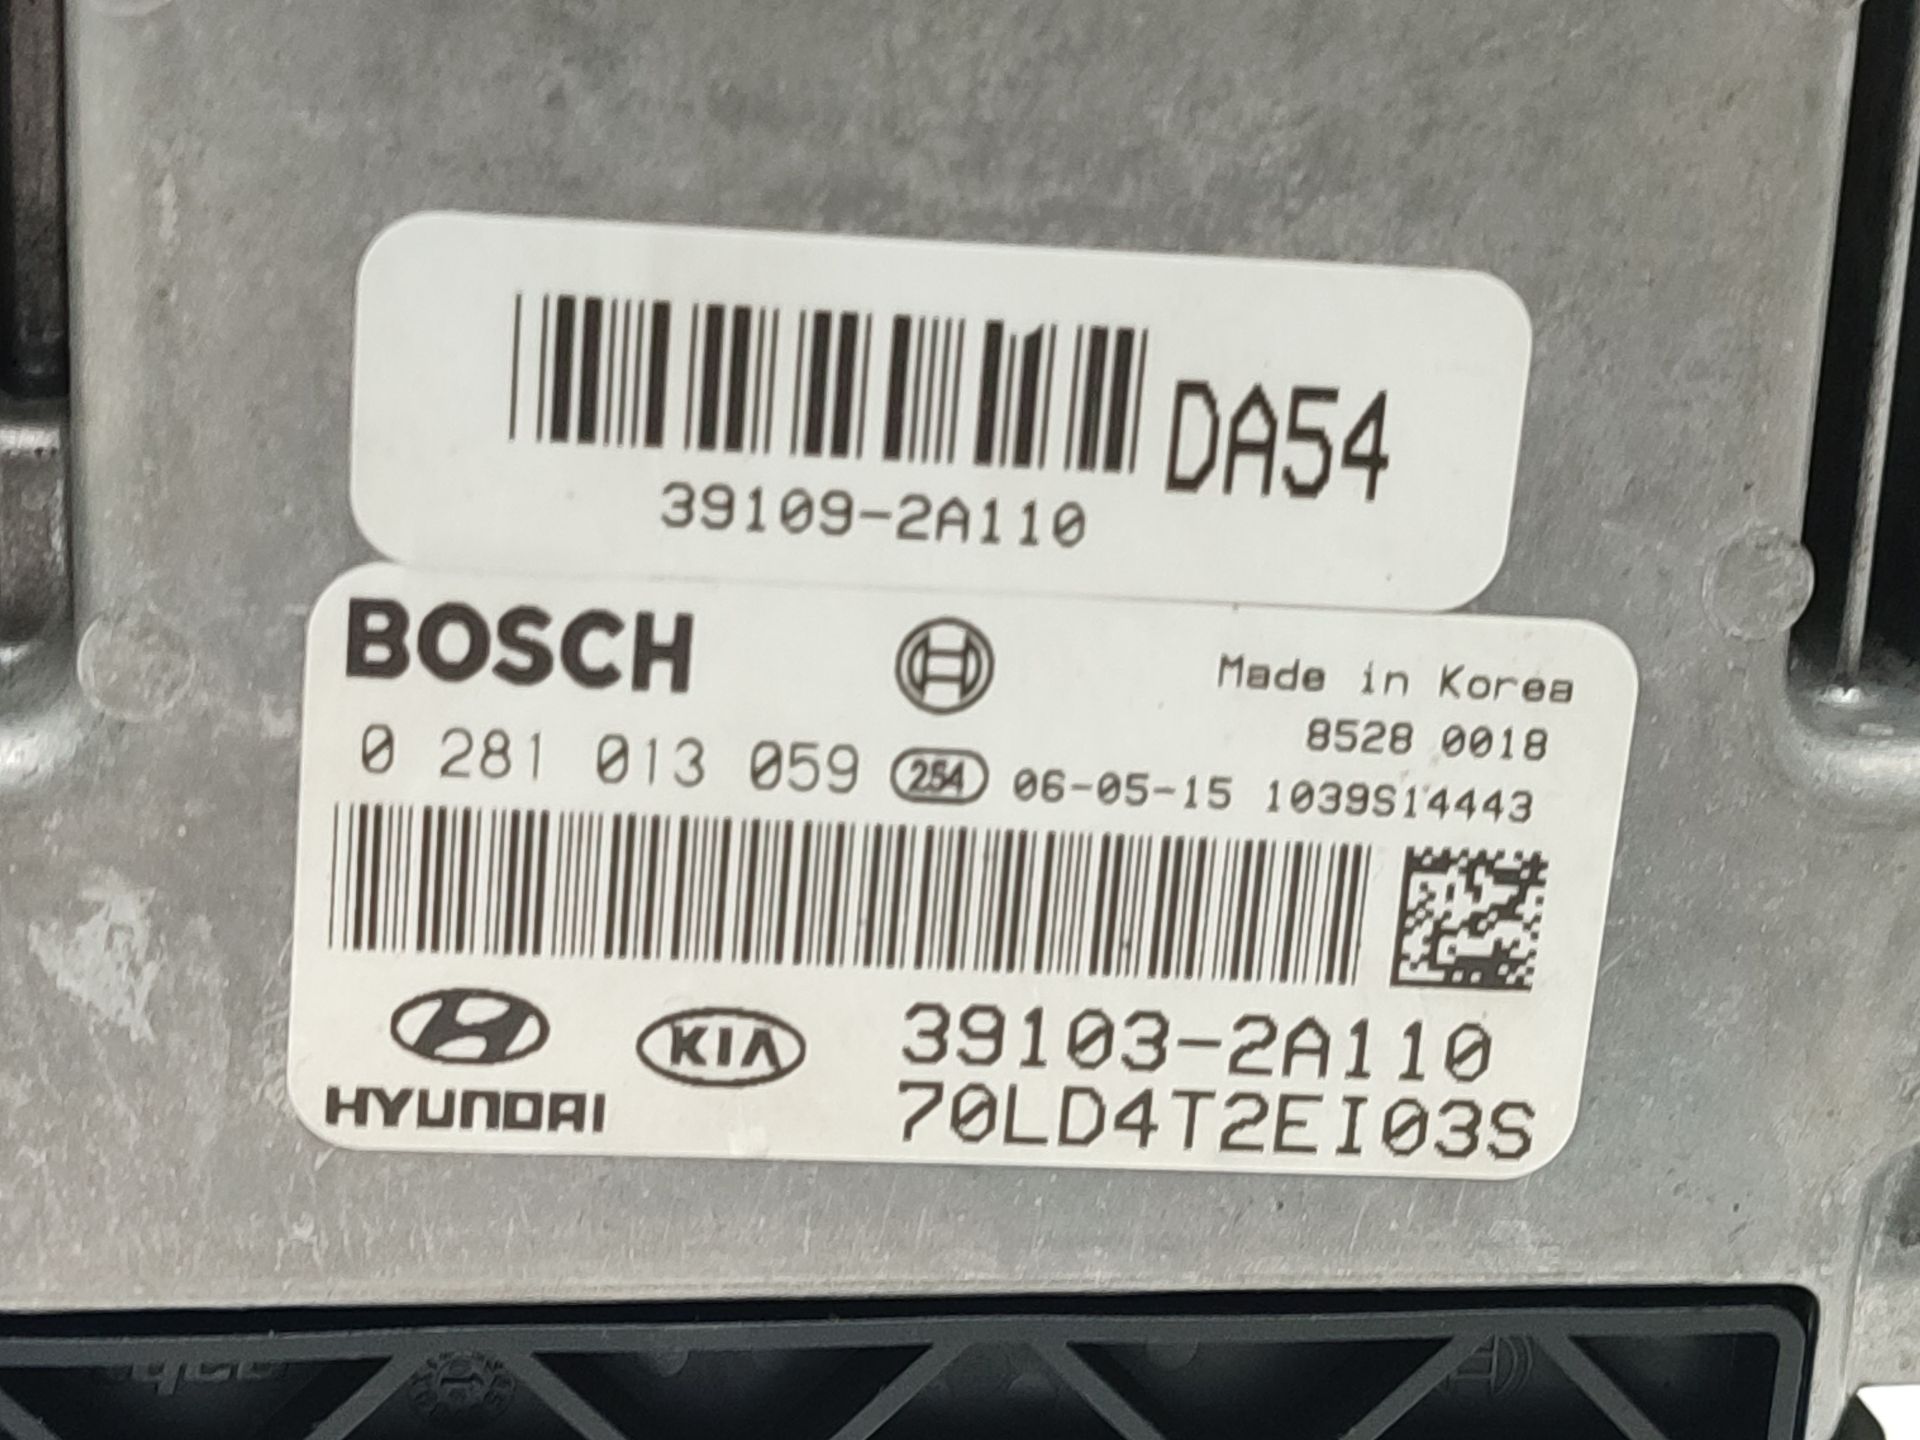 DA54
39109-2A110
BOSCH
Made in Korea
8528 0018
0 281 013 059 254 06-05-15 1039S14443
KIA 39103-2A110
HYUNDAI 70LD4T2EI03S